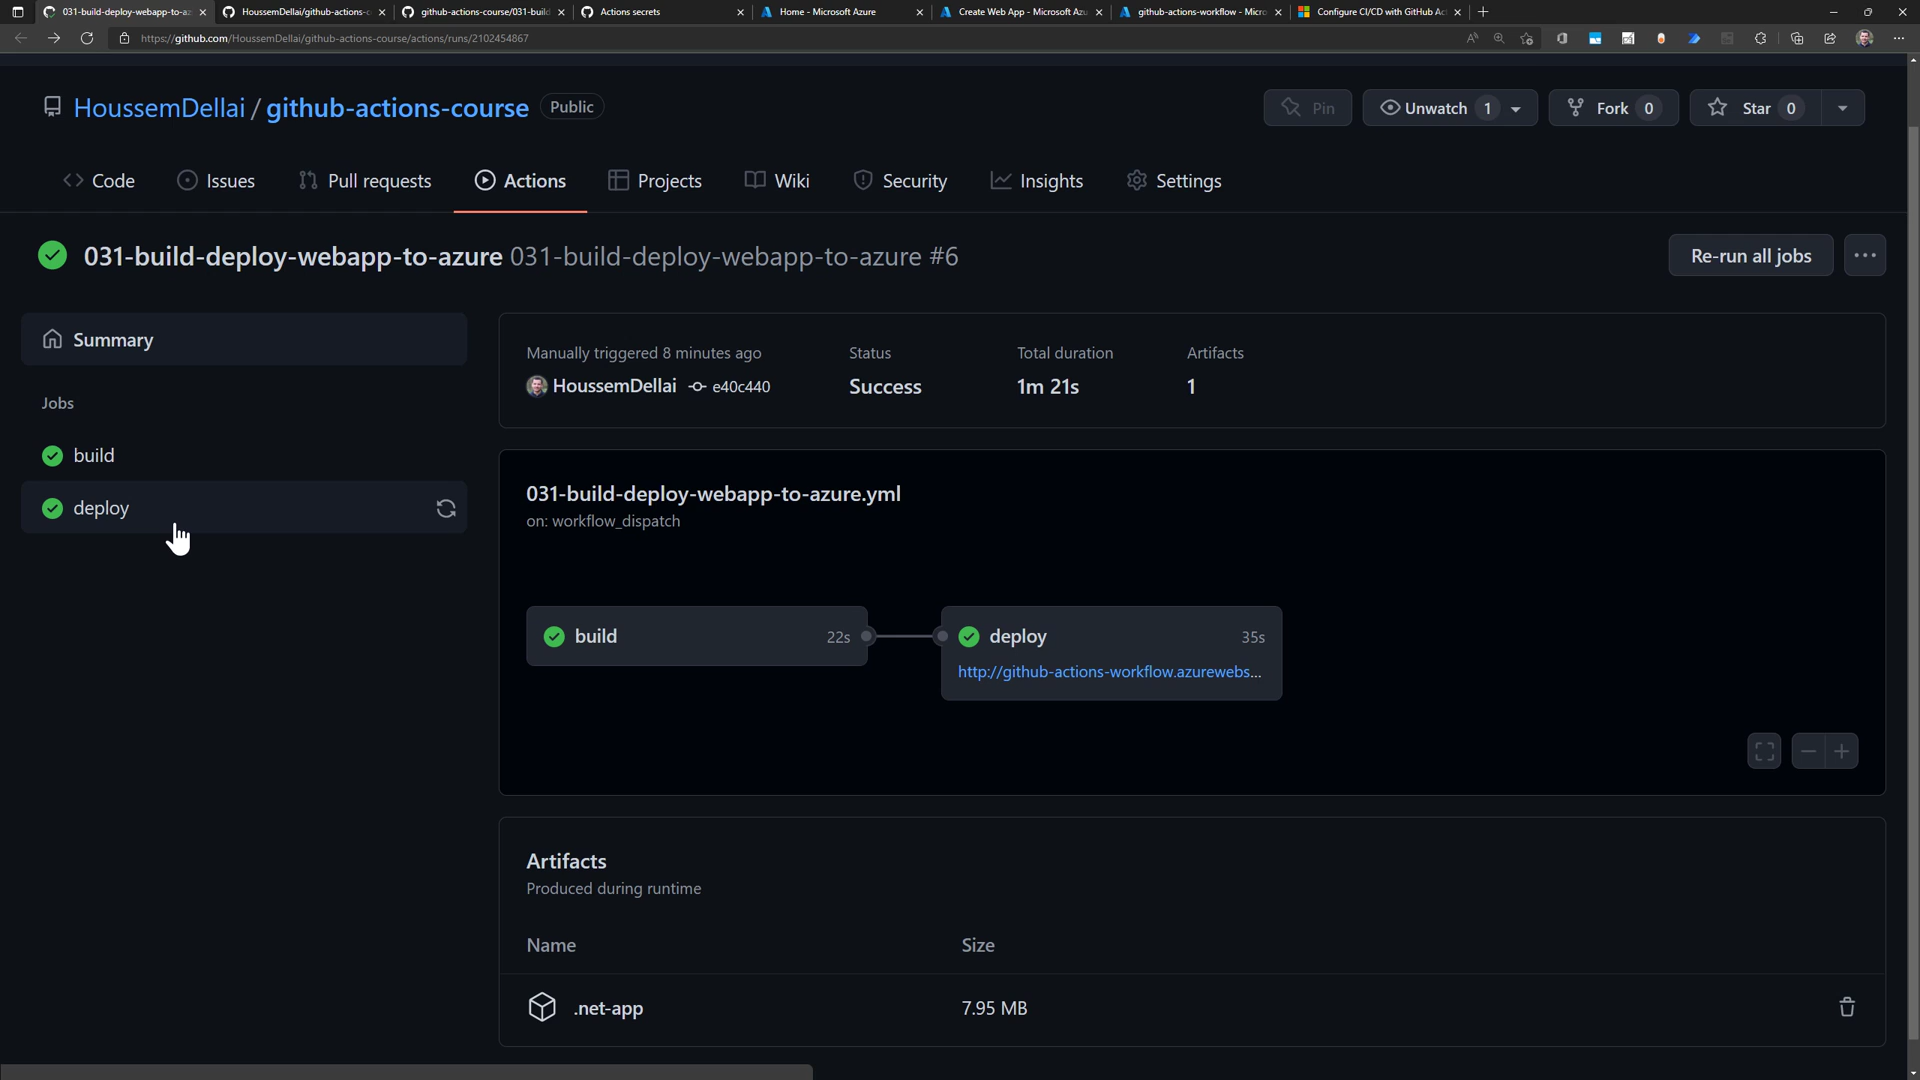 031-build-deploy-webapp-to-az
HoussemDellai/github-actions-c
github-actions-course/031-build
Actions secrets
Home - Microsoft Azure
Create Web App - Microsoft Azu
github-actions-workflow - Micro
Configure CI/CD with GitHub Ac
https://github.com/HoussemDellai/github-actions-course/actions/runs/2102454867
HoussemDellai / github-actions-course Public
Pin
Unwatch 1
Fork 0
Star 0
Code
Issues
Pull requests
Actions
Projects
Wiki
Security
Insights
Settings
031-build-deploy-webapp-to-azure 031-build-deploy-webapp-to-azure #6
Re-run all jobs
Summary
Jobs
build
deploy
Manually triggered 8 minutes ago
HoussemDellai e40c440
Status
Success
Total duration
1m 21s
Artifacts
1
031-build-deploy-webapp-to-azure.yml
on: workflow_dispatch
build 22s
deploy 35s
http://github-actions-workflow.azurewebs...
Artifacts
Produced during runtime
Name Size
.net-app 7.95 MB